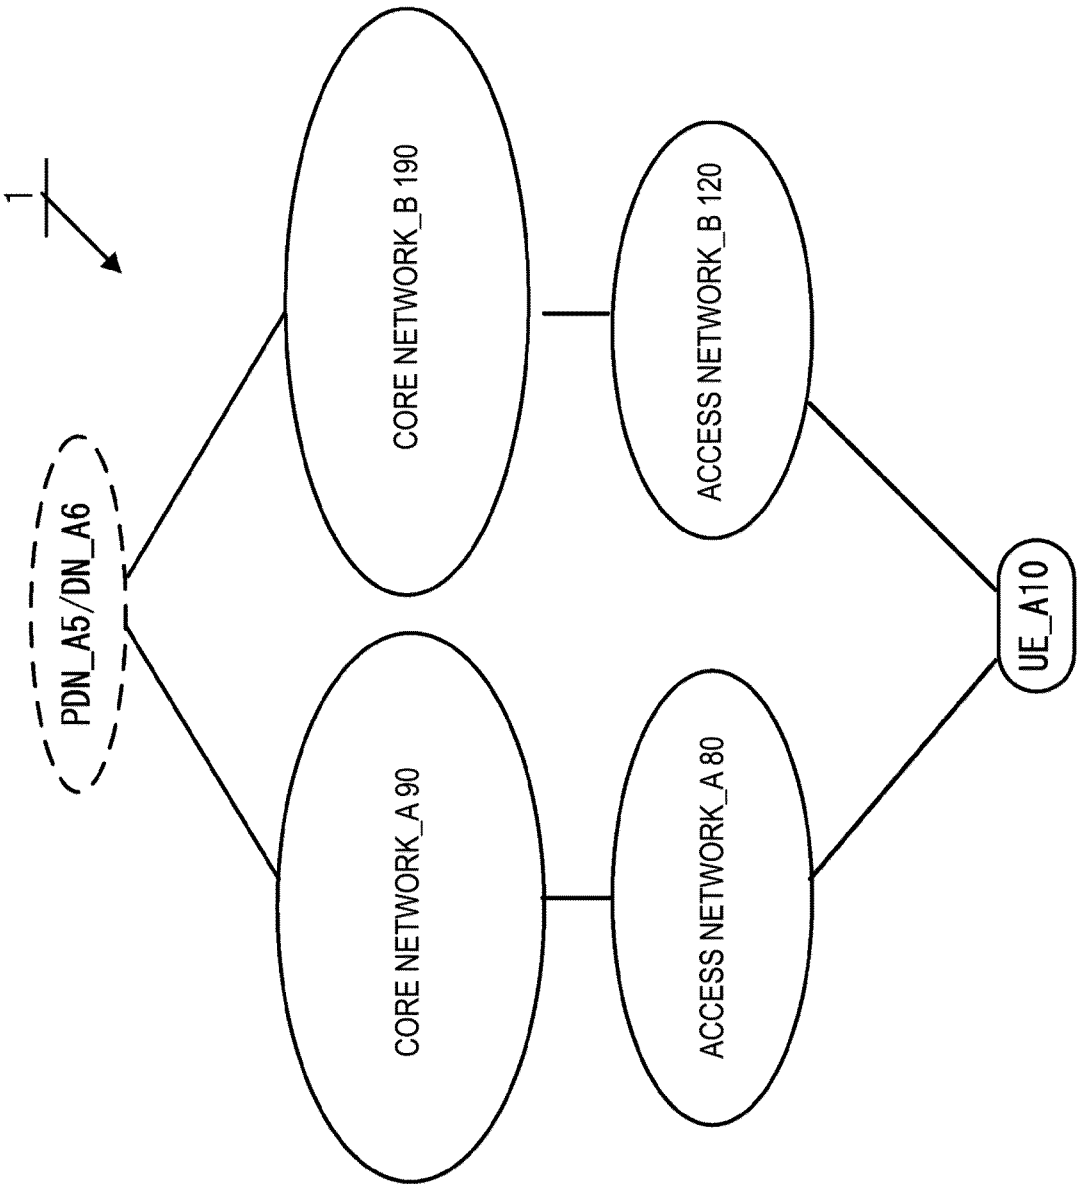 1
PDN_A5/DN_A6
CORE NETWORK_A 90
CORE NETWORK_B 190
ACCESS NETWORK_A 80
ACCESS NETWORK_B 120
UE_A10